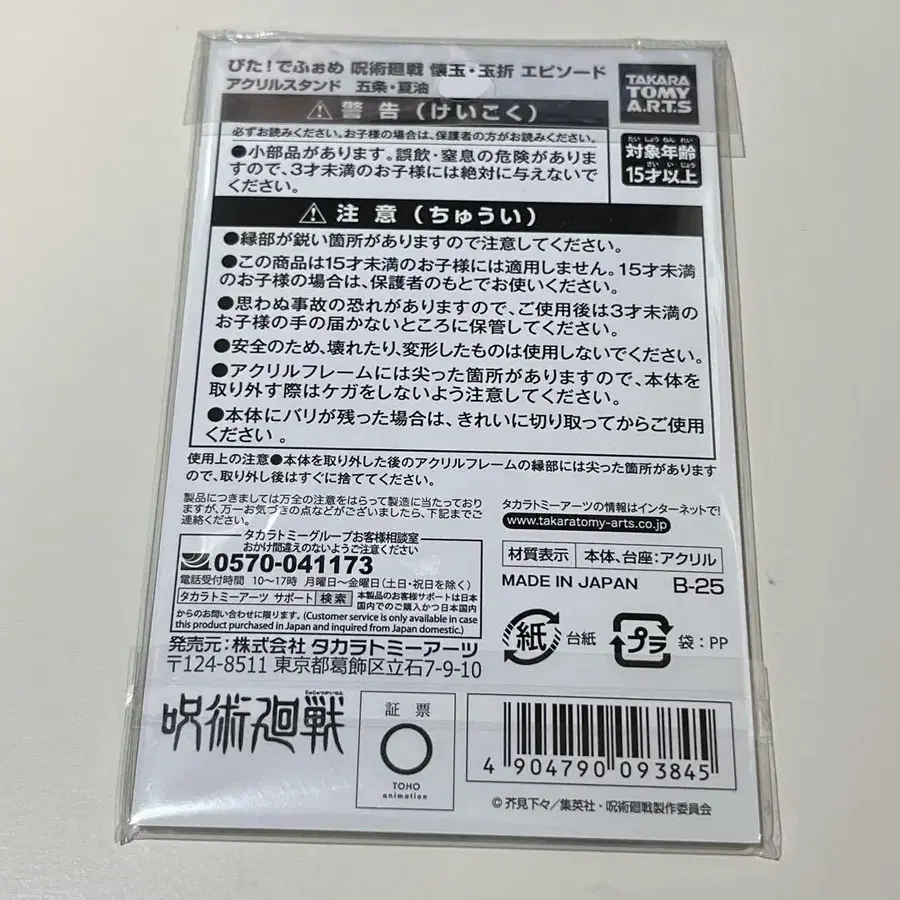 ぴた！でふぉめ 呪術廻戦 懐玉・玉折 エピソード
アクリルスタンド 五条・夏油
TAKARA
TOMY
A.R.T.S
⚠警告（けいこく）
必ずお読みください。お子様の場合は、保護者の方がお読みください。
●小部品があります。誤飲・窒息の危険がありま
すので、3才未満のお子様には絶対に与えないで
ください。
たいしょうねんれい
対象年齢
さいいじょう
15才以上
⚠注意（ちゅうい）
●縁部が鋭い箇所がありますので注意してください。
●この商品は15才未満のお子様には適用しません。15才未満
のお子様の場合は、保護者のもとでお使いください。
●思わぬ事故の恐れがありますので、ご使用後は3才未満の
お子様の手の届かないところに保管してください。
●安全のため、壊れたり、変形したものは使用しないでください。
●アクリルフレームには尖った箇所がありますので、本体を
取り外す際はケガをしないよう注意してください。
●本体にバリが残った場合は、きれいに切り取ってからご使用
ください。
使用上の注意●本体を取り外した後のアクリルフレームの縁部には尖った箇所があります
ので、取り外し後はすぐに捨ててください。
製品につきましては万全の注意をはらって製造に当たっており
ますが、万一お気づきの点などがございましたら、下記までご
連絡ください。
タカラトミーグループお客様相談室
おかけ間違えのないようご注意ください
0570-041173
電話受付時間 10〜17時 月曜日〜金曜日（土日・祝日を除く）
タカラトミーアーツ サポート 検索 本製品のお客様サポートは日本
国内でのご購入かつ日本国内
からのお問い合わせに限ります。(Customer service is only available in case
this product purchased in Japan and inquired from Japan domestic.)
発売元：株式会社 タカラトミーアーツ
〒124-8511 東京都葛飾区立石7-9-10
タカラトミーアーツの情報はインターネットで！
www.takaratomy-arts.co.jp
材質表示 本体、台座：アクリル
MADE IN JAPAN B-25
紙 台紙 プラ 袋：PP
じゅじゅつかいせん
呪術廻戦
証票
TOHO
animation
4 904790 093845
©芥見下々／集英社・呪術廻戦製作委員会